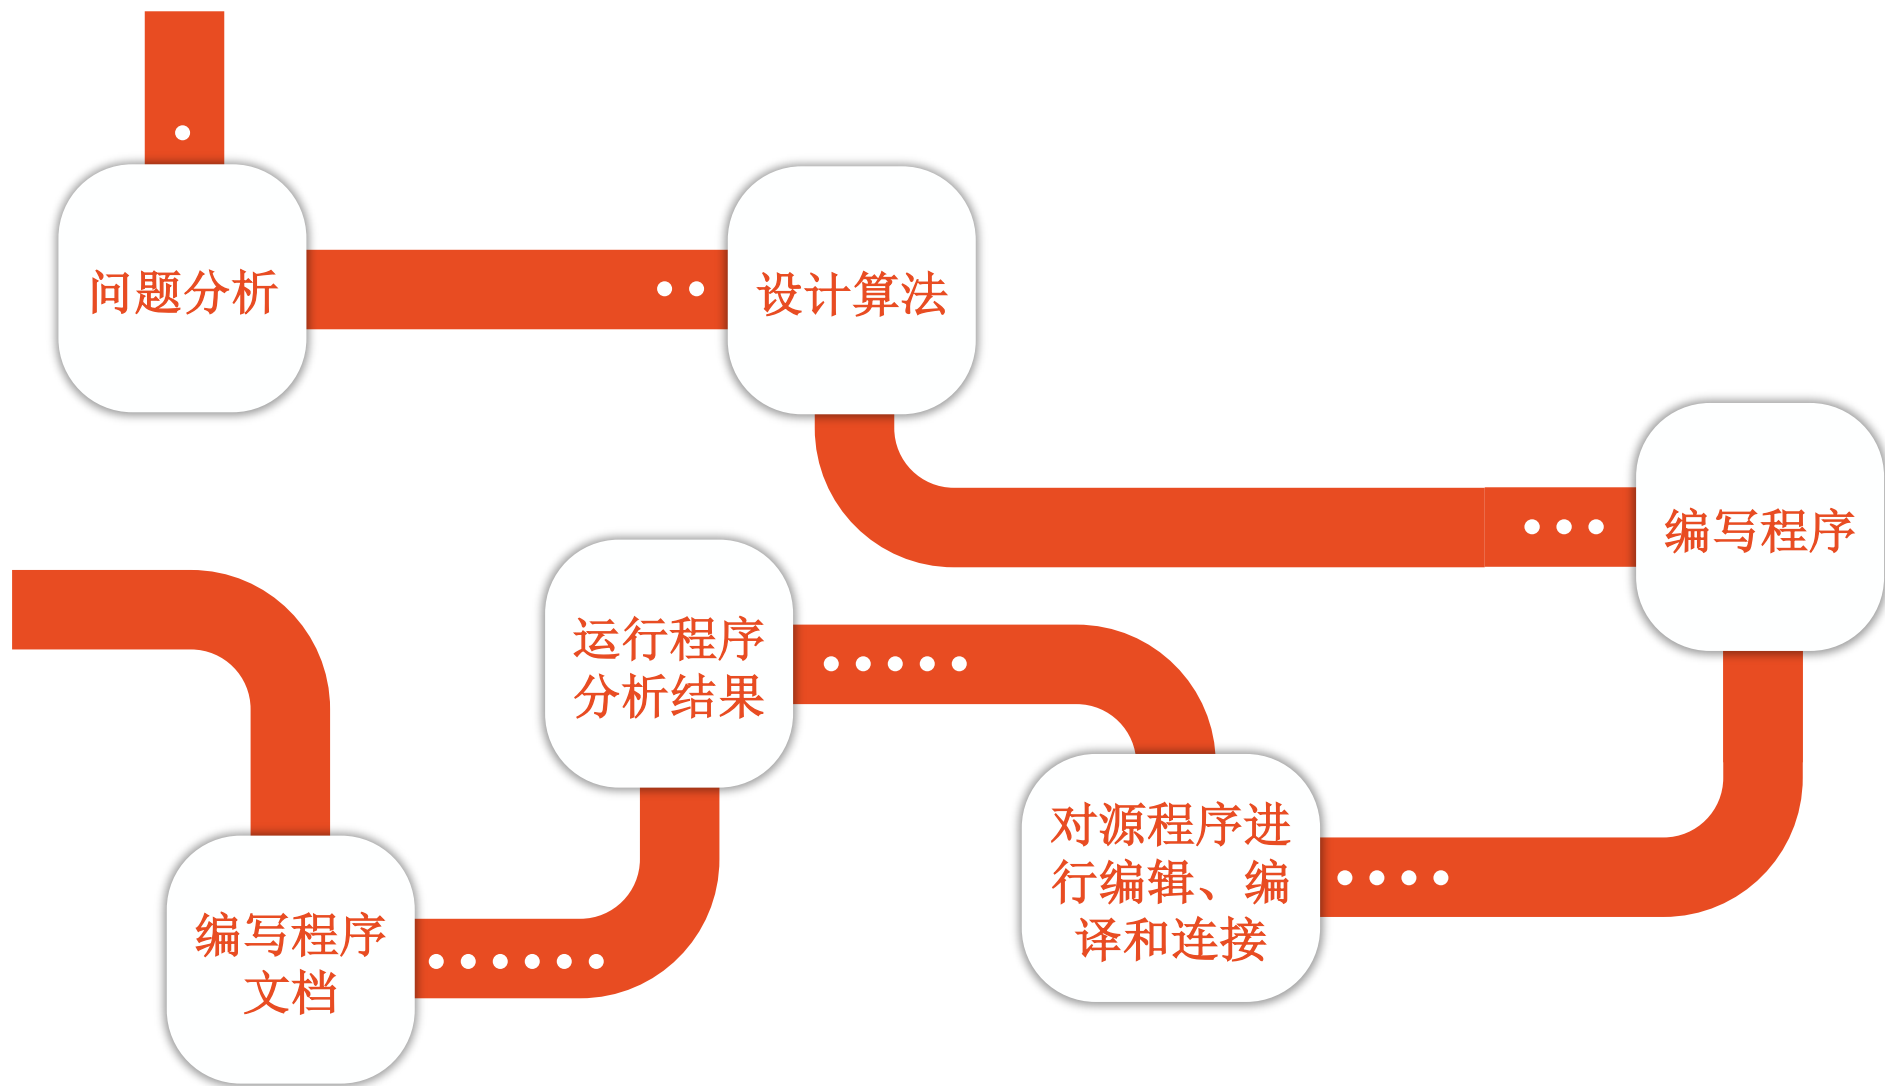 问题分析
设计算法
编写程序
对源程序进
行编辑、编
译和连接
运行程序
分析结果
编写程序
文档